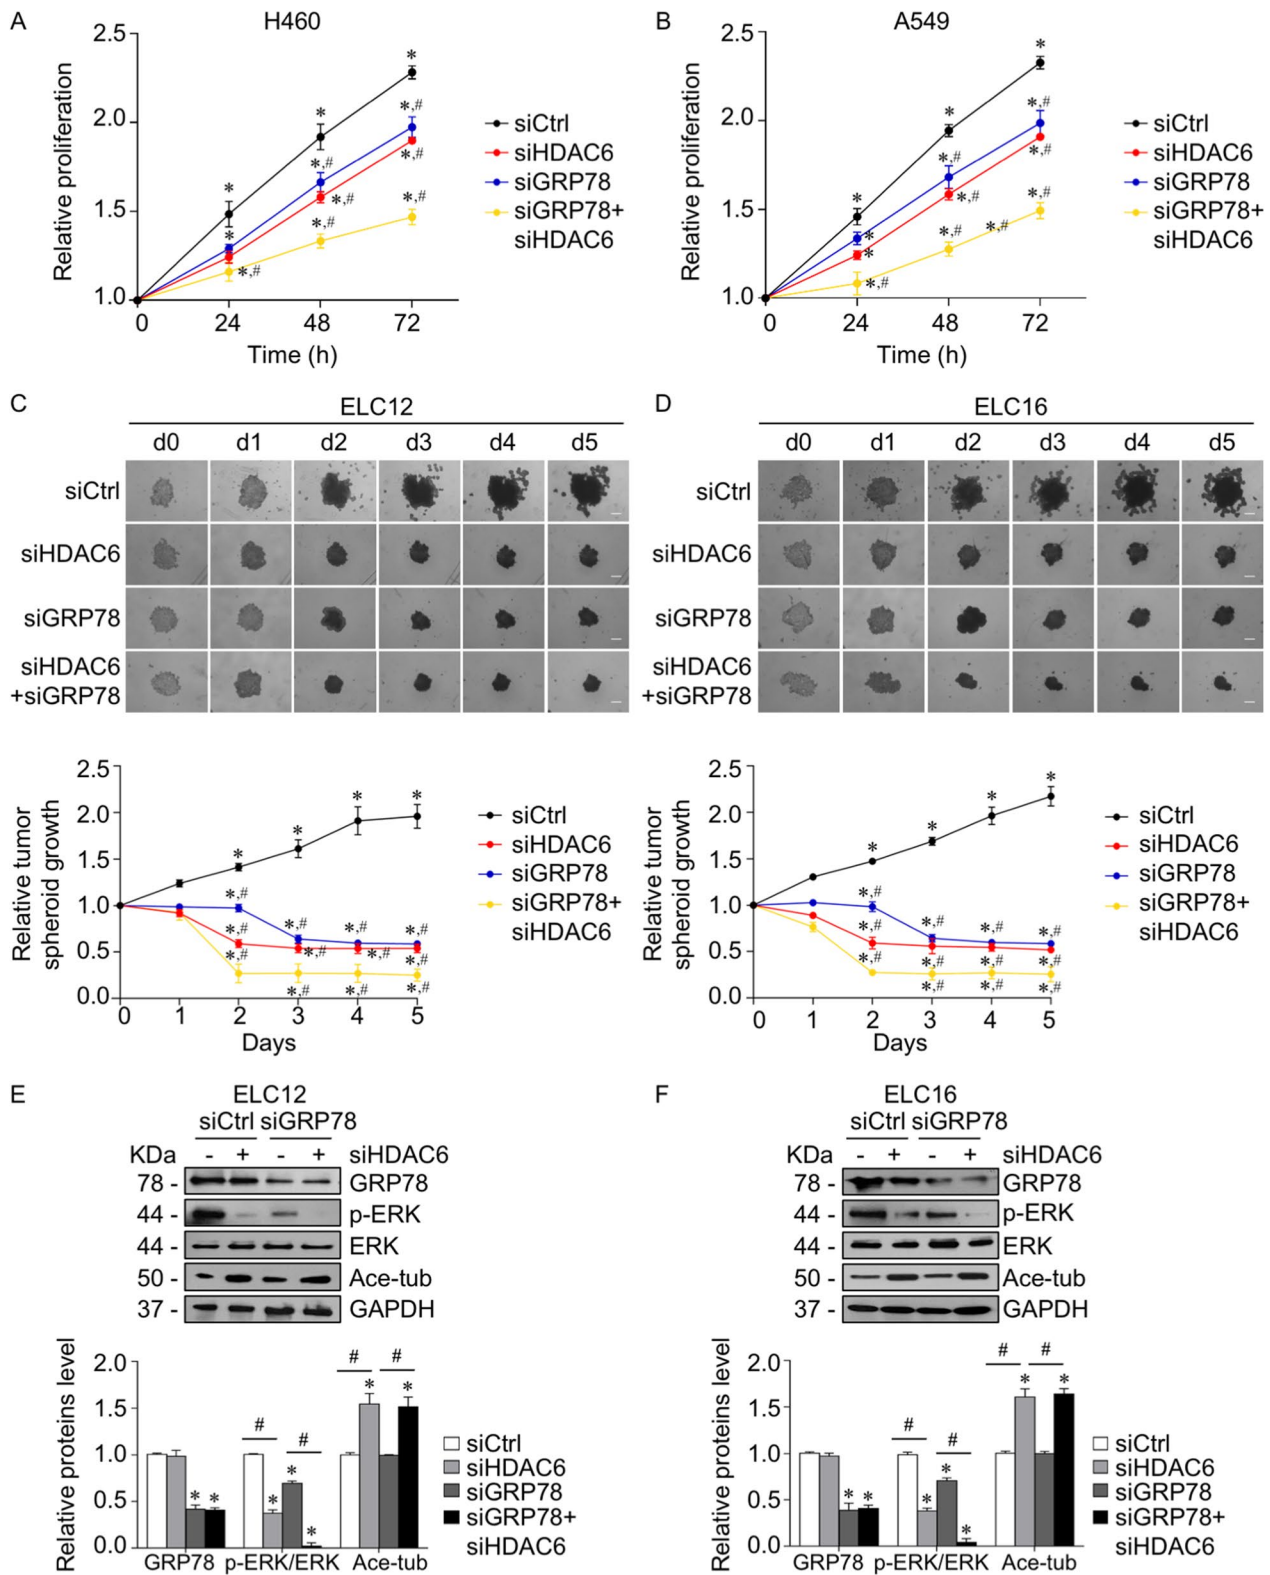 A
H460
Relative proliferation
2.5
2.0
1.5
1.0
0
24
48
72
Time (h)
*
*
*
*
*,#
*,#
*,#
*,#
*,#
*,#
*,#
siCtrl
siHDAC6
siGRP78
siGRP78+
siHDAC6
B
A549
Relative proliferation
2.5
2.0
1.5
1.0
0
24
48
72
Time (h)
*
*
*
*
*
*,#
*,#
*,#
*,#
*,#
*,#
*,#
*,#
siCtrl
siHDAC6
siGRP78
siGRP78+
siHDAC6
C
ELC12
d0 d1 d2 d3 d4 d5
siCtrl
siHDAC6
siGRP78
siHDAC6
+siGRP78
Relative tumor
spheroid growth
2.5
2.0
1.5
1.0
0.5
0.0
0 1 2 3 4 5
Days
* * * *
*,# *,# *,# *,#
*,# *,# *,# *,#
*,# *,# *,# *,#
siCtrl
siHDAC6
siGRP78
siGRP78+
siHDAC6
D
ELC16
d0 d1 d2 d3 d4 d5
siCtrl
siHDAC6
siGRP78
siHDAC6
+siGRP78
Relative tumor
spheroid growth
2.5
2.0
1.5
1.0
0.5
0.0
0 1 2 3 4 5
Days
* * * *
*,# *,# *,# *,#
*,# *,# *,# *,#
*,# *,# *,# *,#
siCtrl
siHDAC6
siGRP78
siGRP78+
siHDAC6
E
ELC12
siCtrl siGRP78
KDa - + - + siHDAC6
78 - GRP78
44 - p-ERK
44 - ERK
50 - Ace-tub
37 - GAPDH
Relative proteins level
2.0
1.5
1.0
0.5
0.0
# # # #
* * * * * * *
GRP78 p-ERK/ERK Ace-tub
siCtrl
siHDAC6
siGRP78
siGRP78+
siHDAC6
F
ELC16
siCtrl siGRP78
KDa - + - + siHDAC6
78 - GRP78
44 - p-ERK
44 - ERK
50 - Ace-tub
37 - GAPDH
Relative proteins level
2.0
1.5
1.0
0.5
0.0
# # # #
* * * * * * *
GRP78 p-ERK/ERK Ace-tub
siCtrl
siHDAC6
siGRP78
siGRP78+
siHDAC6